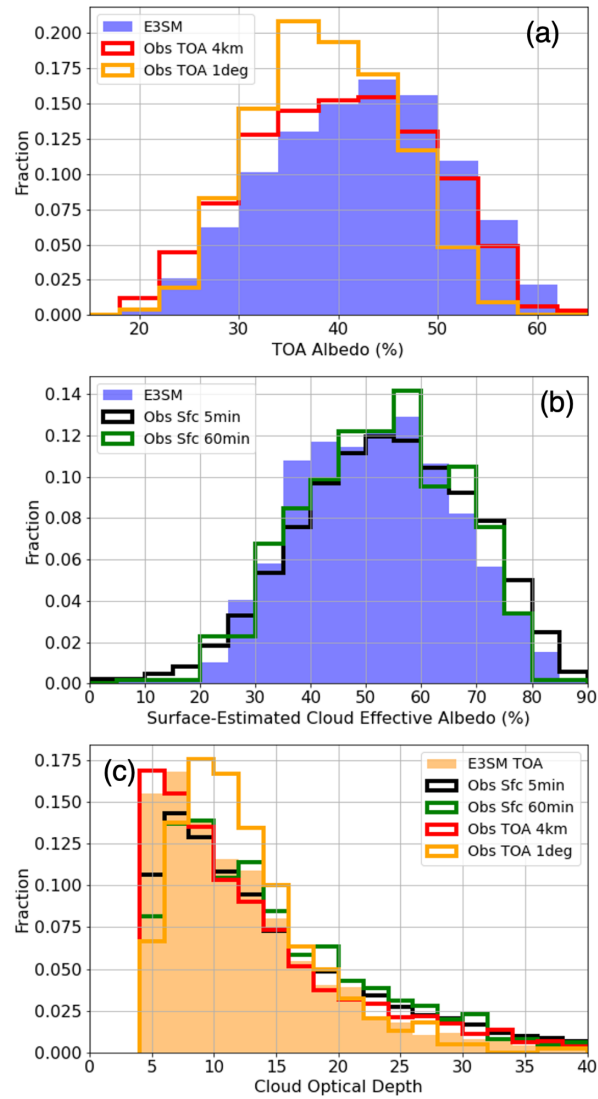 (a)
E3SM
Obs TOA 4km
Obs TOA 1deg
0.200
0.175
0.150
0.125
0.100
0.075
0.050
0.025
0.000
Fraction
20 30 40 50 60
TOA Albedo (%)
(b)
E3SM
Obs Sfc 5min
Obs Sfc 60min
0.14
0.12
0.10
0.08
0.06
0.04
0.02
0.00
Fraction
0 10 20 30 40 50 60 70 80 90
Surface-Estimated Cloud Effective Albedo (%)
(c)
E3SM TOA
Obs Sfc 5min
Obs Sfc 60min
Obs TOA 4km
Obs TOA 1deg
0.175
0.150
0.125
0.100
0.075
0.050
0.025
0.000
Fraction
0 5 10 15 20 25 30 35 40
Cloud Optical Depth